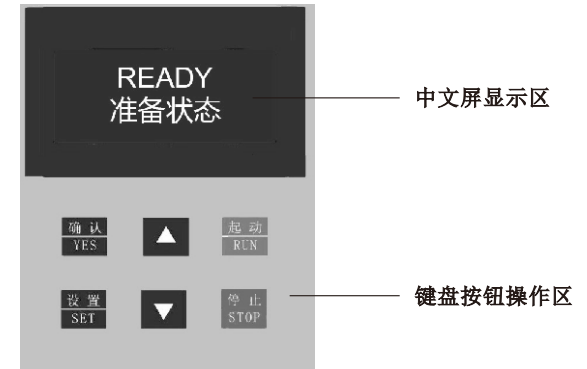 READY
准备状态
中文屏显示区
确认
YES
起动
RUN
设置
SET
停止
STOP
键盘按钮操作区